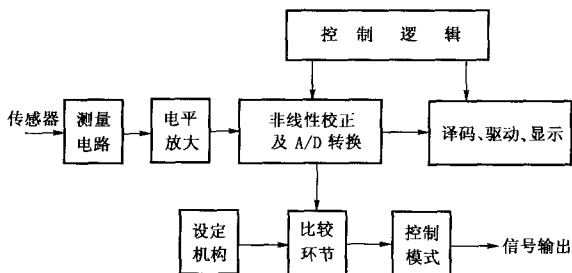 控制逻辑
传感器
测量
电路
电平
放大
非线性校正
及 A/D 转换
译码、驱动、显示
设定
机构
比较
环节
控制
模式
信号输出